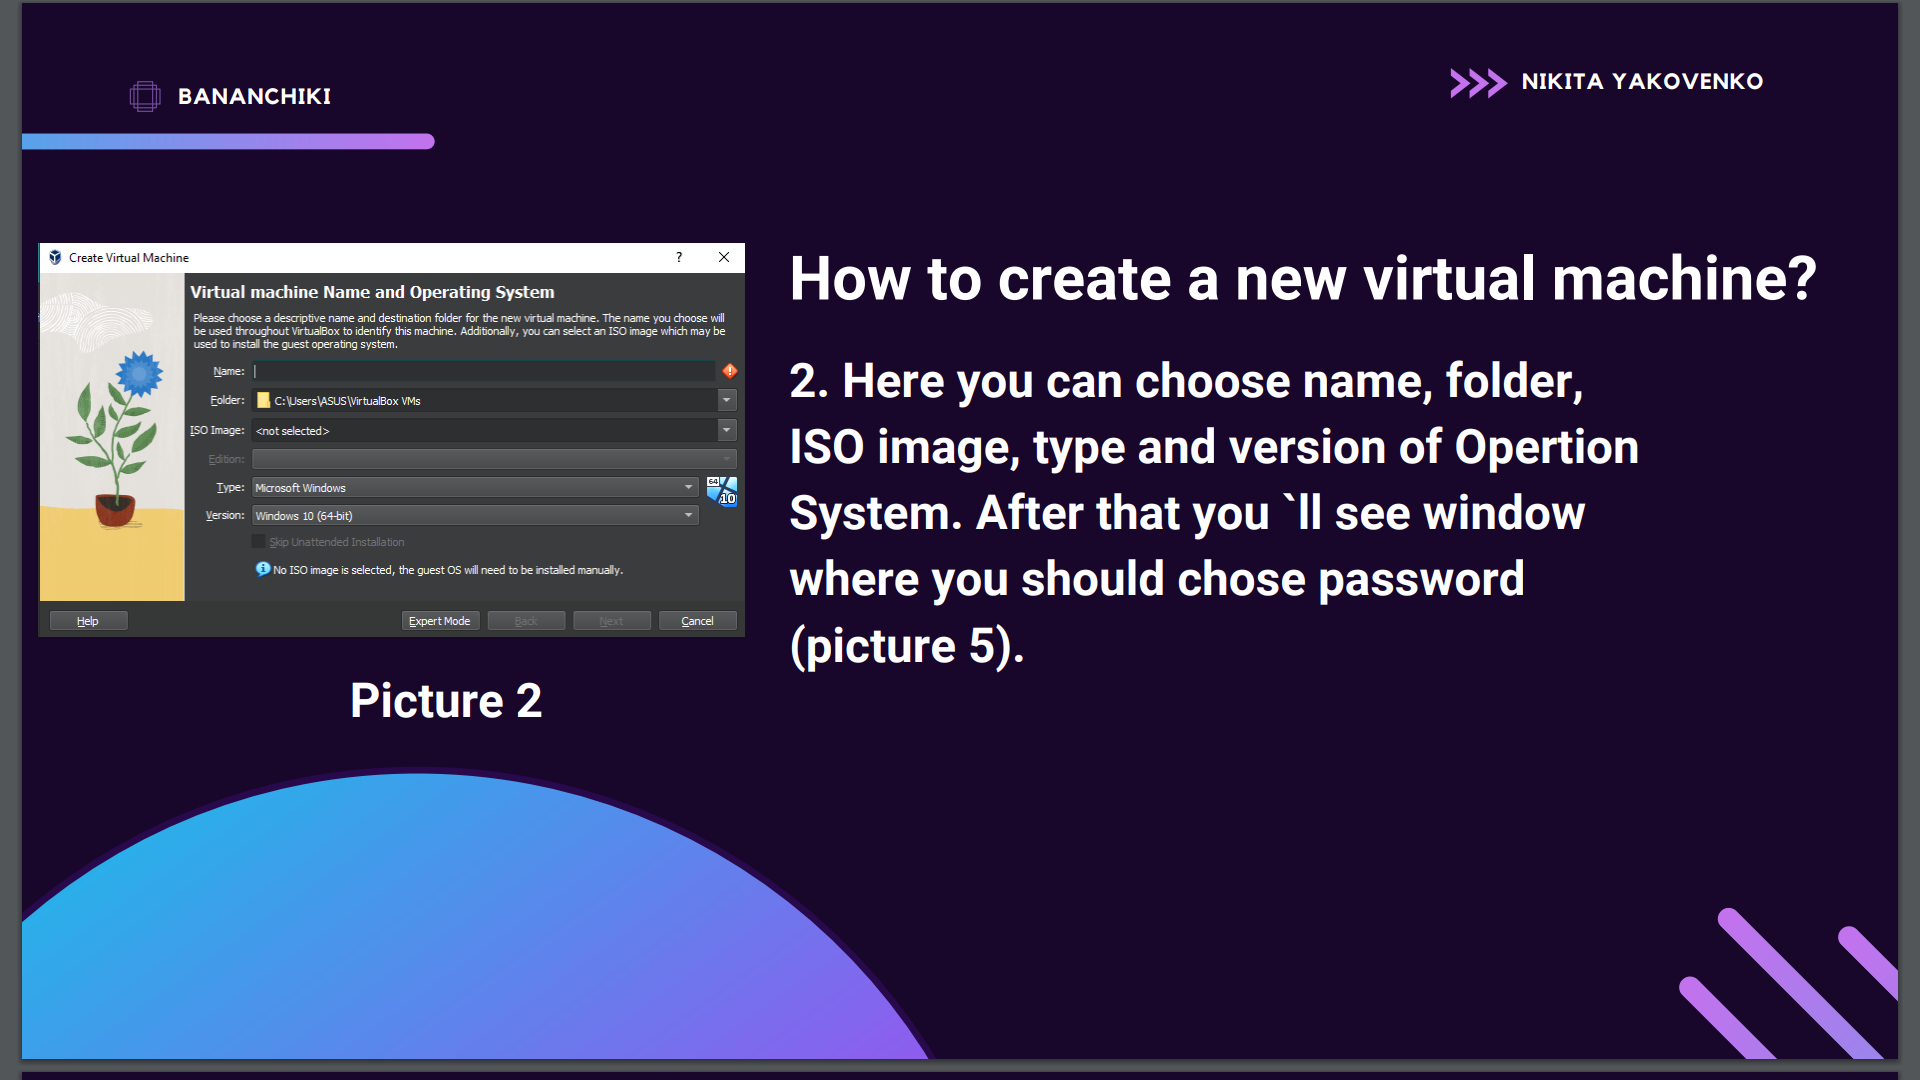 BANANCHIKI
NIKITA YAKOVENKO
Create Virtual Machine
?
Virtual machine Name and Operating System
Please choose a descriptive name and destination folder for the new virtual machine. The name you choose will
be used throughout VirtualBox to identify this machine. Additionally, you can select an ISO image which may be
used to install the guest operating system.
Name:
Folder: C:\Users\ASUS\VirtualBox VMs
ISO Image: <not selected>
Edition:
Type: Microsoft Windows
64
10
Version: Windows 10 (64-bit)
Skip Unattended Installation
No ISO image is selected, the guest OS will need to be installed manually.
Help Expert Mode Back Next Cancel
Picture 2
How to create a new virtual machine?
2. Here you can choose name, folder,
ISO image, type and version of Opertion
System. After that you `ll see window
where you should chose password
(picture 5).